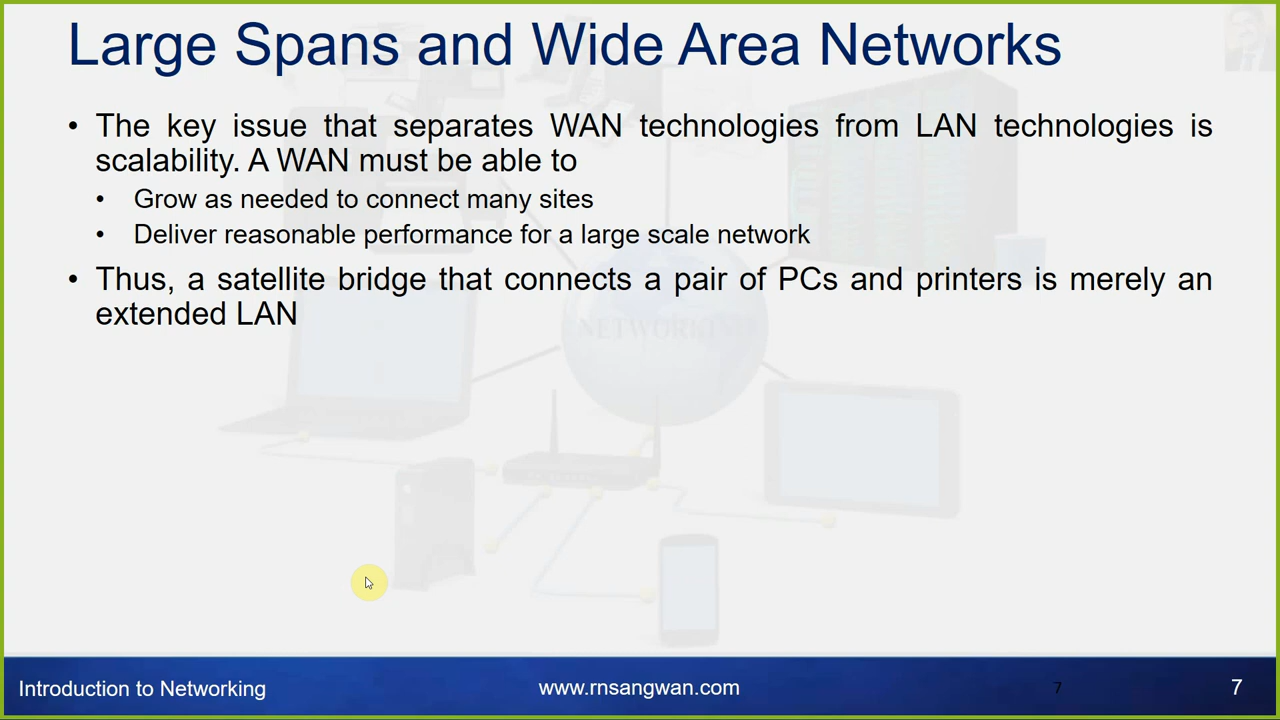 Large Spans and Wide Area Networks
• The key issue that separates WAN technologies from LAN technologies is
scalability. A WAN must be able to
• Grow as needed to connect many sites
• Deliver reasonable performance for a large scale network
• Thus, a satellite bridge that connects a pair of PCs and printers is merely an
extended LAN
NETWORKING
Introduction to Networking
www.rnsangwan.com
7
7